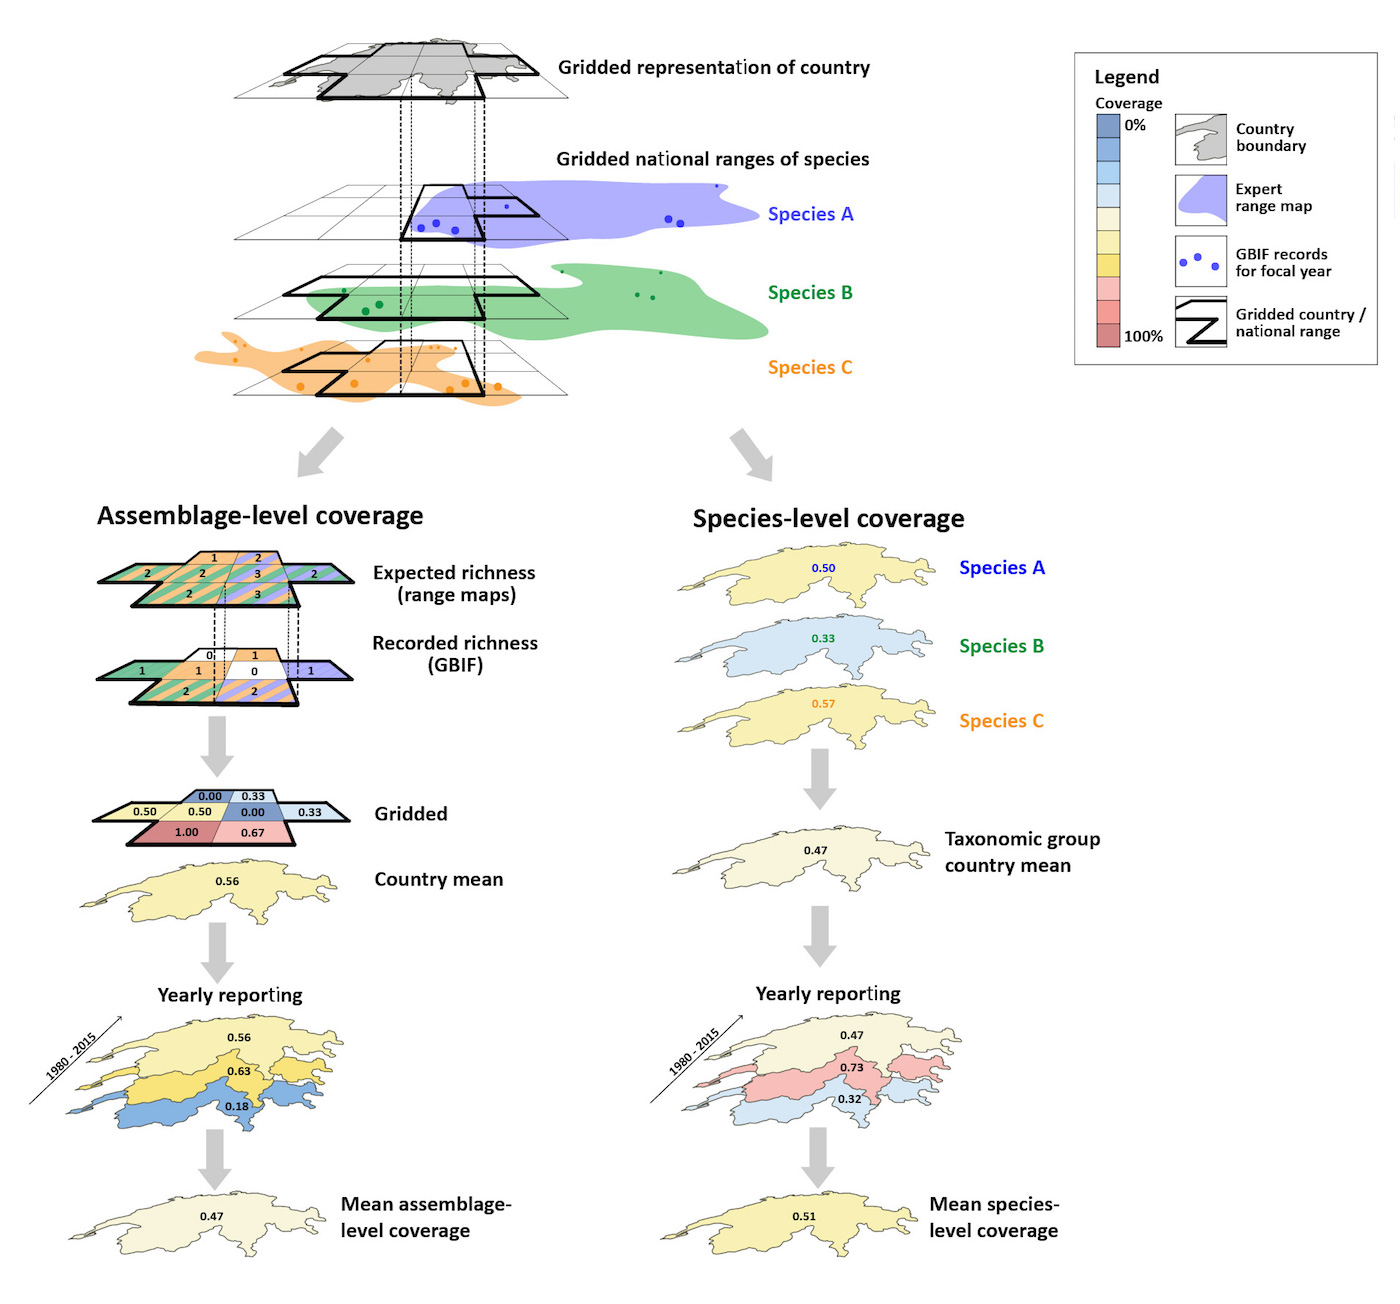 Gridded representation of country
Legend
Coverage
0%
100%
Country
boundary
Expert
range map
GBIF records
for focal year
Gridded country /
national range
Gridded national ranges of species
Species A
Species B
Species C
Assemblage-level coverage
1
2
2
2
3
2
2
3
Expected richness
(range maps)
0
1
1
1
0
1
2
2
Recorded richness
(GBIF)
0.00
0.33
0.50
0.50
0.00
0.33
1.00
0.67
Gridded
0.56
Country mean
Yearly reporting
1980 - 2015
0.56
0.63
0.18
0.47
Mean assemblage-
level coverage
Species-level coverage
0.50
Species A
0.33
Species B
0.57
Species C
0.47
Taxonomic group
country mean
Yearly reporting
1980 - 2015
0.47
0.73
0.32
0.51
Mean species-
level coverage